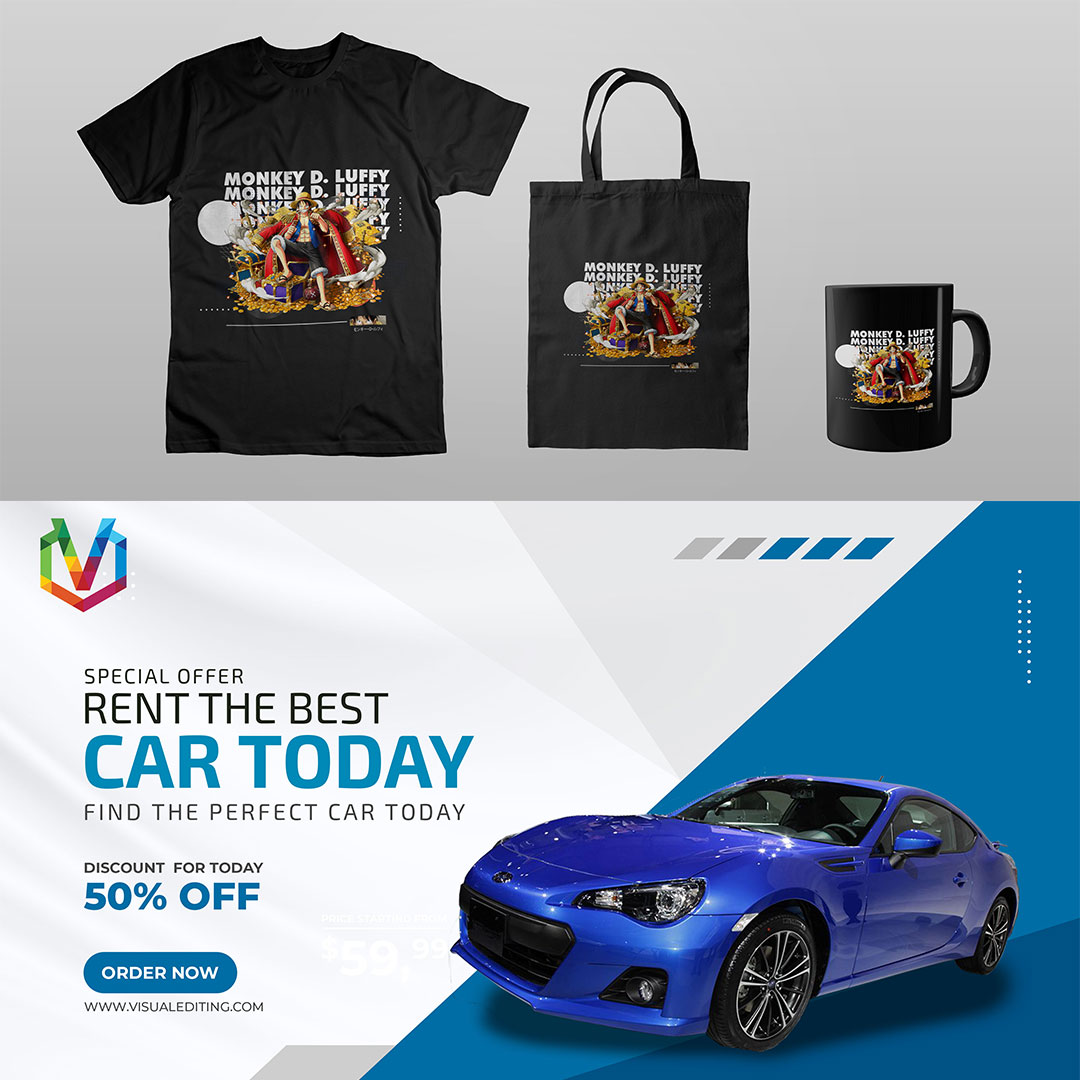 MONKEY D. LUFFY
MONKEY D. LUFFY
MONKEY D. LUFFY
MONKEY D. LUFFY
MONKEY D. LUFFY
MONKEY D. LUFFY
SPECIAL OFFER
RENT THE BEST
CAR TODAY
FIND THE PERFECT CAR TODAY
DISCOUNT FOR TODAY
50% OFF
PRICE STARTIRD FROM
$59.99
ORDER NOW
WWW.VISUALEDITING.COM